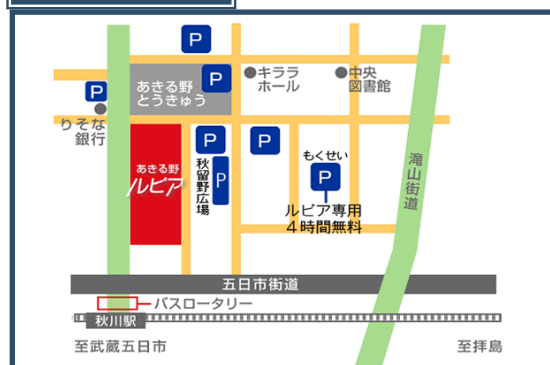 P
P
P
あきる野
とうきゅう
キララ
ホール
中央
図書館
りそな
銀行
あきる野
ルピア
P
秋留野広場
P
P
もくせい
P
ルピア専用
4時間無料
滝山街道
五日市街道
バスロータリー
秋川駅
至武蔵五日市
至拝島